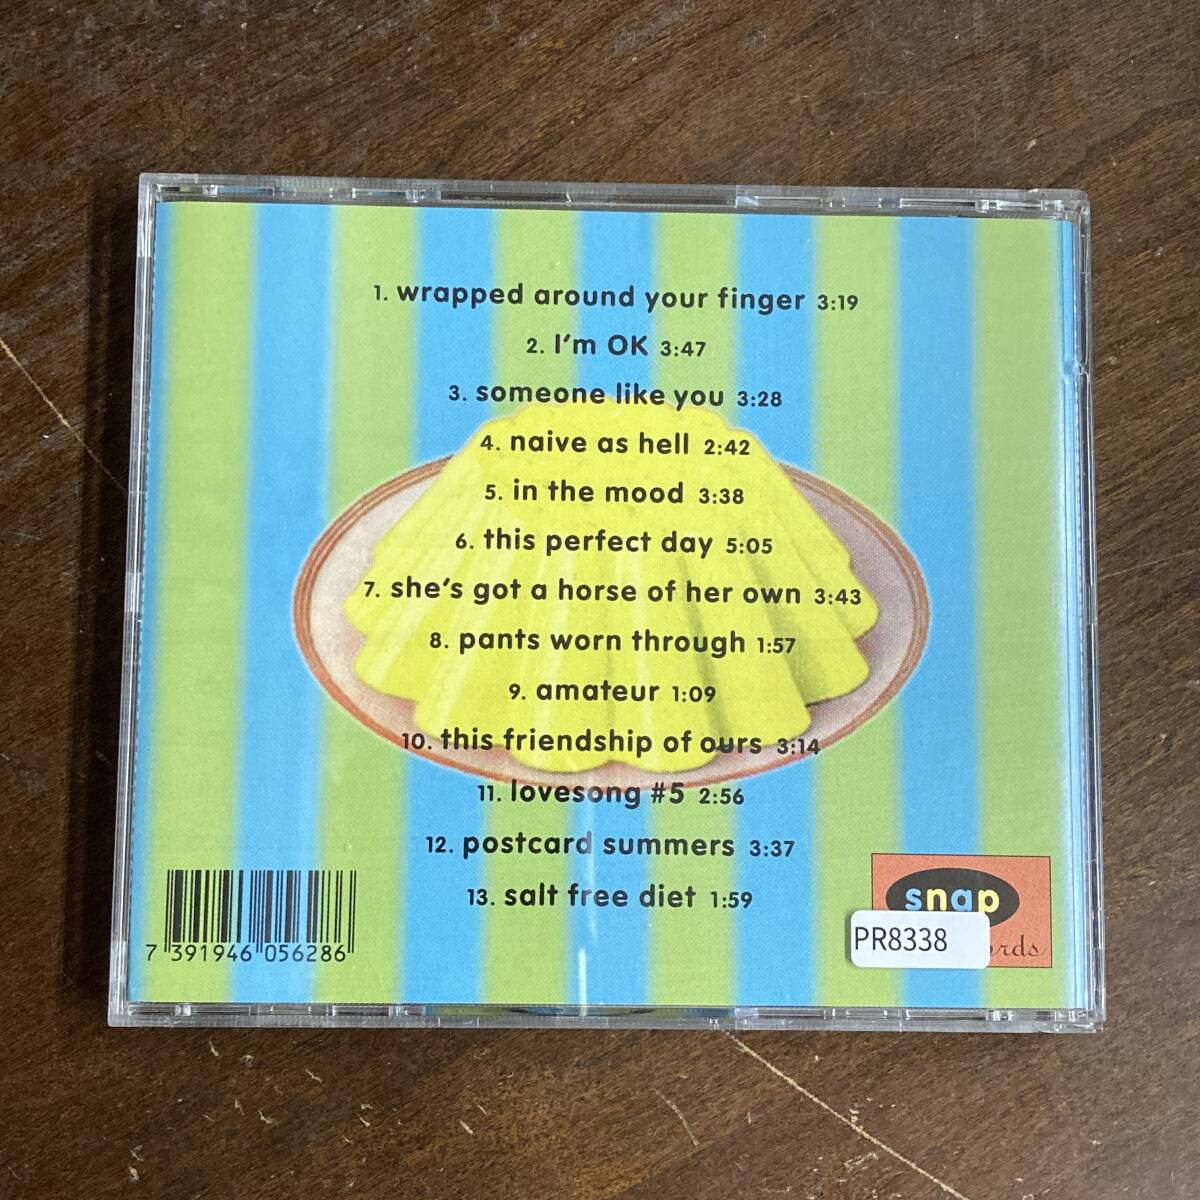 1. wrapped around your finger 3:19
2. I'm OK 3:47
3. someone like you 3:28
4. naive as hell 2:42
5. in the mood 3:38
6. this perfect day 5:05
7. she's got a horse of her own 3:43
8. pants worn through 1:57
9. amateur 1:09
10. this friendship of ours 3:14
11. lovesong #5 2:56
12. postcard summers 3:37
13. salt free diet 1:59
7 391946 056286
snap
PR8338